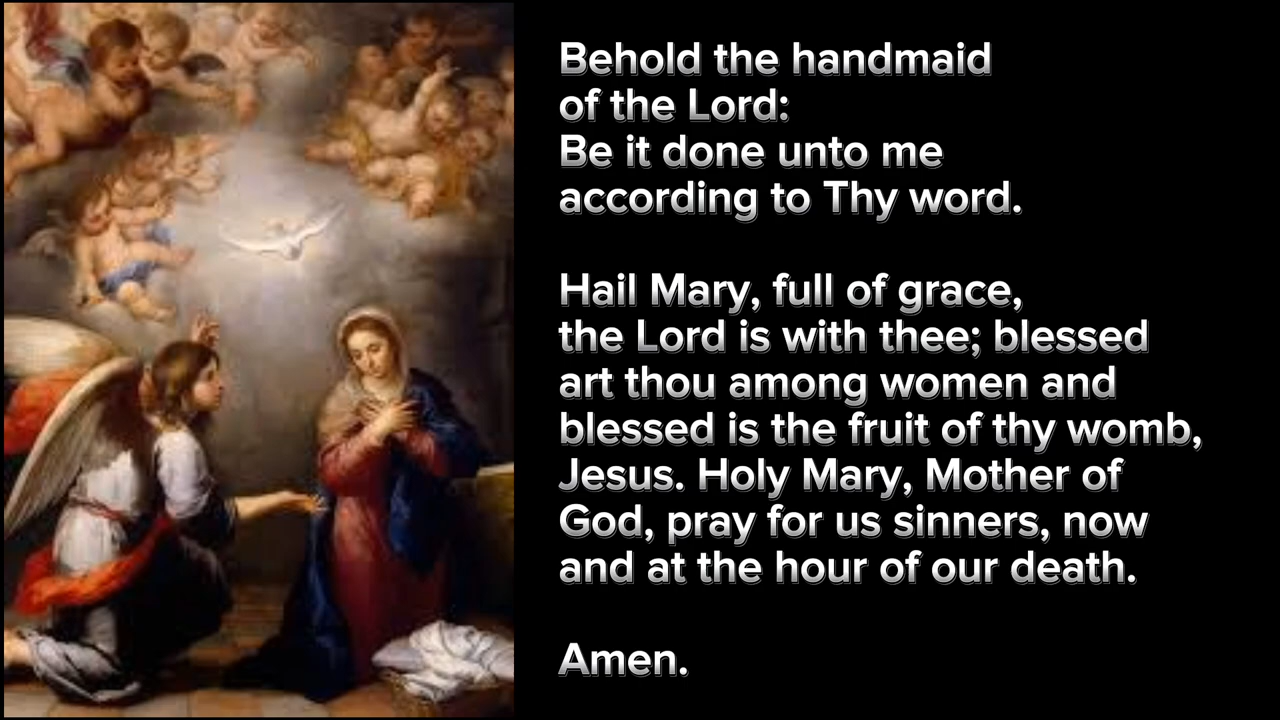 Behold the handmaid
of the Lord:
Be it done unto me
according to Thy word.
Hail Mary, full of grace,
the Lord is with thee; blessed
art thou among women and
blessed is the fruit of thy womb,
Jesus. Holy Mary, Mother of
God, pray for us sinners, now
and at the hour of our death.
Amen.